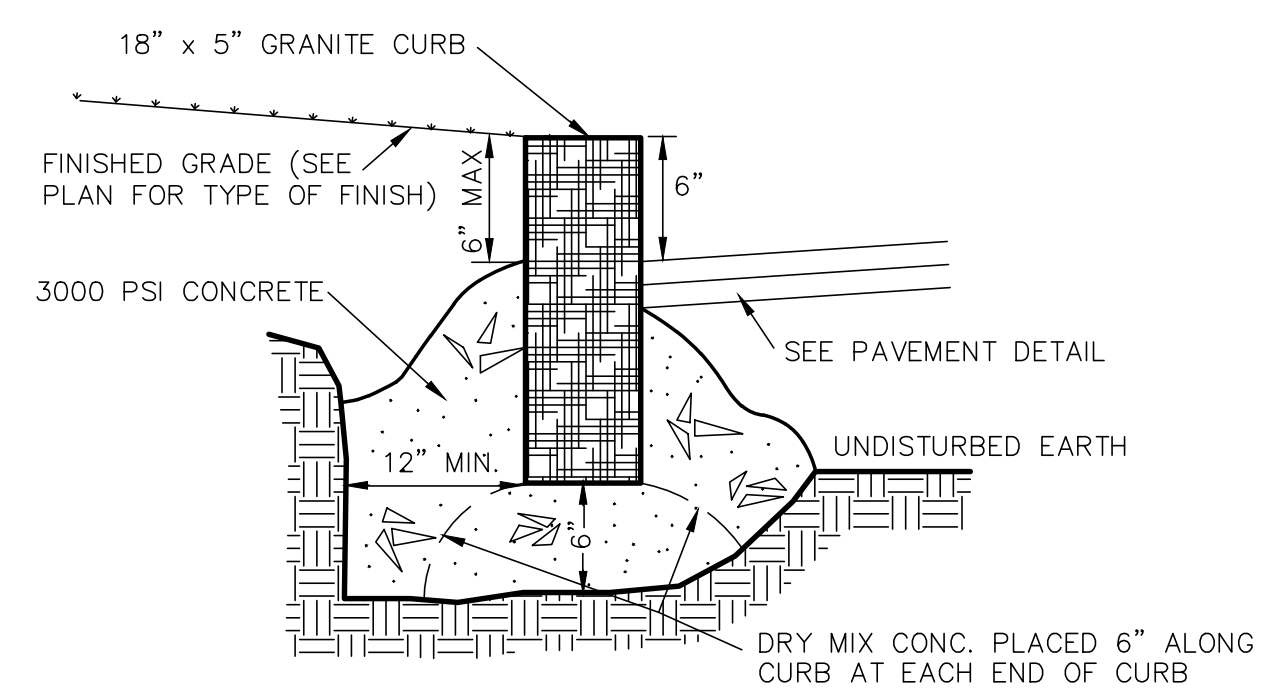 18” x 5” GRANITE CURB
FINISHED GRADE (SEE
PLAN FOR TYPE OF FINISH)
6” MAX
6”
3000 PSI CONCRETE
SEE PAVEMENT DETAIL
UNDISTURBED EARTH
12” MIN.
6”
DRY MIX CONC. PLACED 6” ALONG
CURB AT EACH END OF CURB